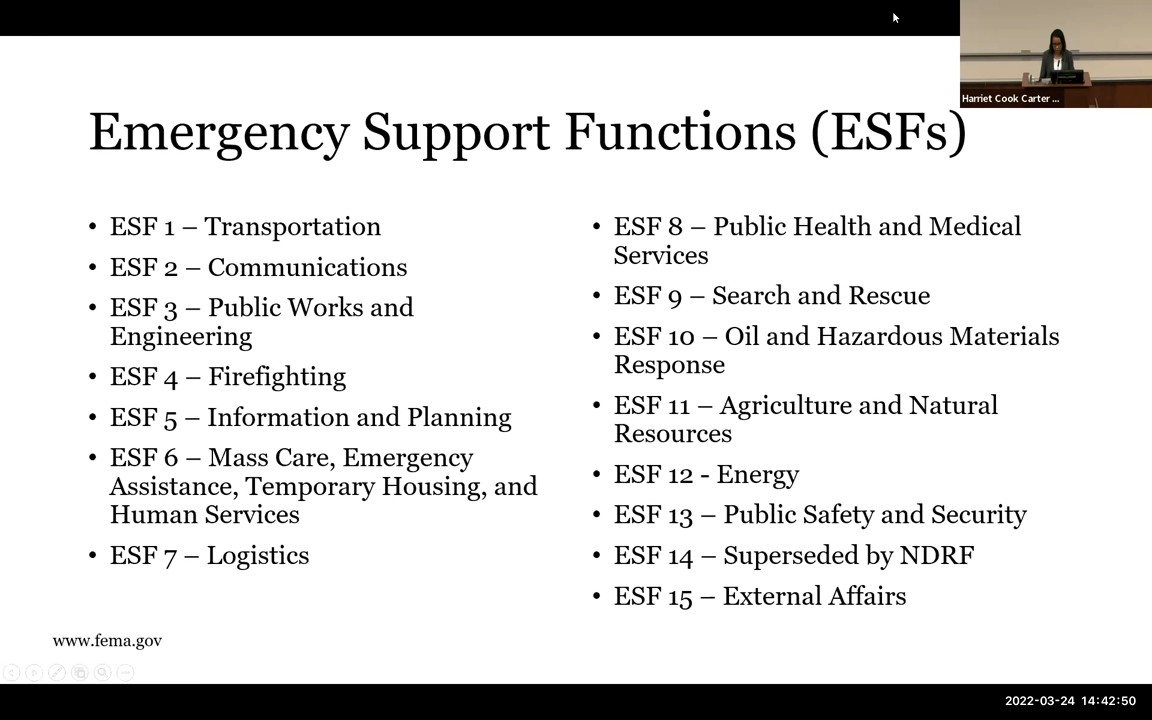 Harriet Cook Carter ...
Emergency Support Functions (ESFs)
• ESF 1 – Transportation
• ESF 2 – Communications
• ESF 3 – Public Works and
Engineering
• ESF 4 – Firefighting
• ESF 5 – Information and Planning
• ESF 6 – Mass Care, Emergency
Assistance, Temporary Housing, and
Human Services
• ESF 7 – Logistics
• ESF 8 – Public Health and Medical
Services
• ESF 9 – Search and Rescue
• ESF 10 – Oil and Hazardous Materials
Response
• ESF 11 – Agriculture and Natural
Resources
• ESF 12 - Energy
• ESF 13 – Public Safety and Security
• ESF 14 – Superseded by NDRF
• ESF 15 – External Affairs
www.fema.gov
2022-03-24 14:42:50